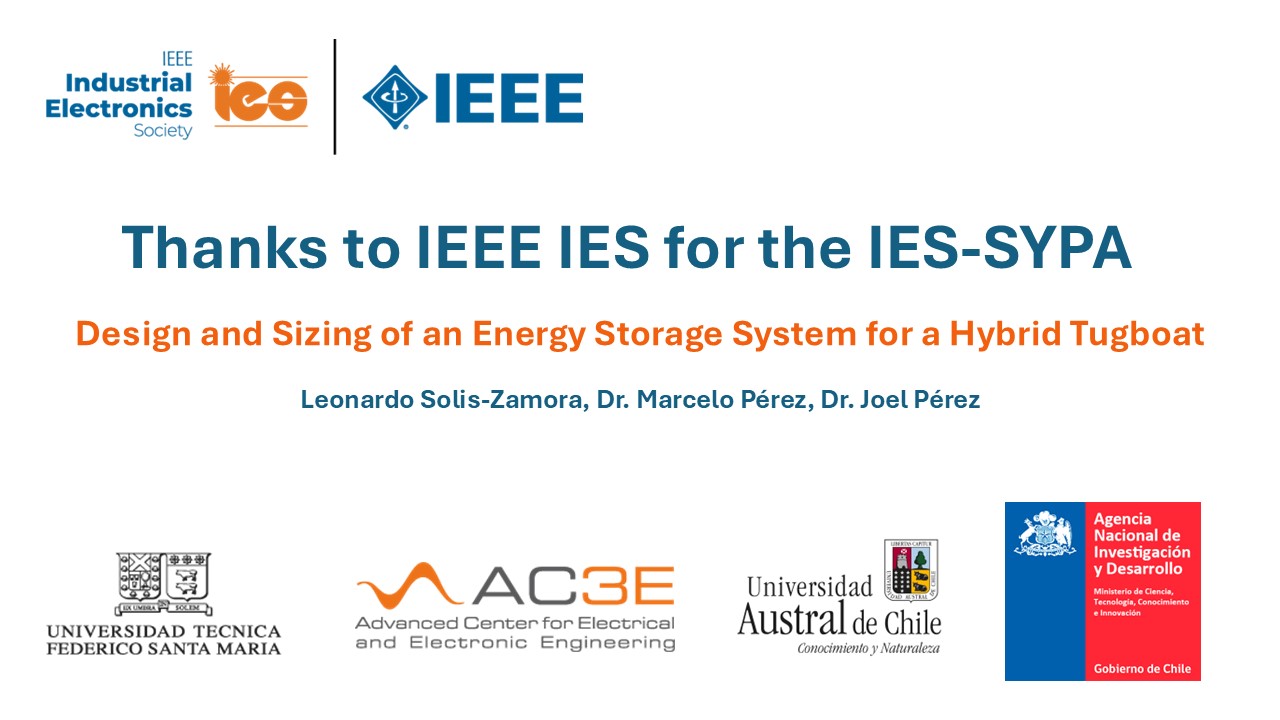 IEEE
Industrial
Electronics
Society
ies
IEEE
Thanks to IEEE IES for the IES-SYPA
Design and Sizing of an Energy Storage System for a Hybrid Tugboat
Leonardo Solis-Zamora, Dr. Marcelo Pérez, Dr. Joel Pérez
EX UMBRA SOLEM
UNIVERSIDAD TECNICA
FEDERICO SANTA MARIA
AC3E
Advanced Center for Electrical
and Electronic Engineering
LIBERTAS CAPITUR
Universidad
Austral de Chile
Conocimiento y Naturaleza
Agencia
Nacional de
Investigación
y Desarrollo
Ministerio de Ciencia,
Tecnología, Conocimiento
e Innovación
Gobierno de Chile